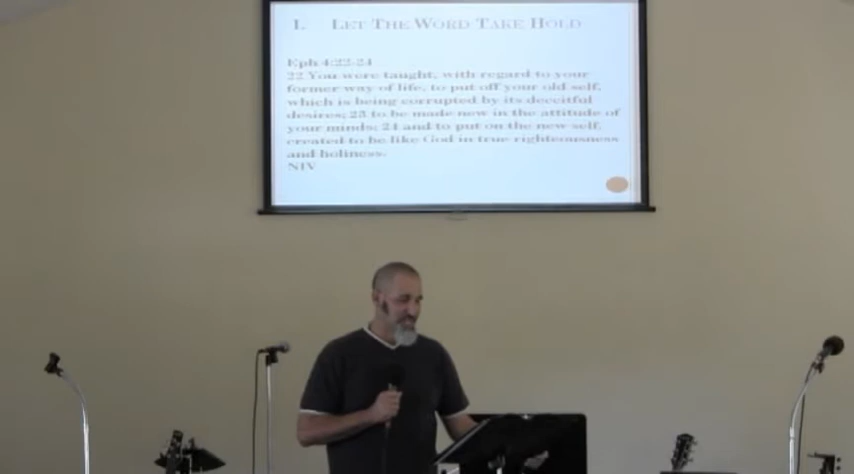 I. LET THE WORD TAKE HOLD
Eph 4:22-24
22 You were taught, with regard to your
former way of life, to put off your old self,
which is being corrupted by its deceitful
desires; 23 to be made new in the attitude of
your minds; 24 and to put on the new self,
created to be like God in true righteousness
and holiness.
NIV